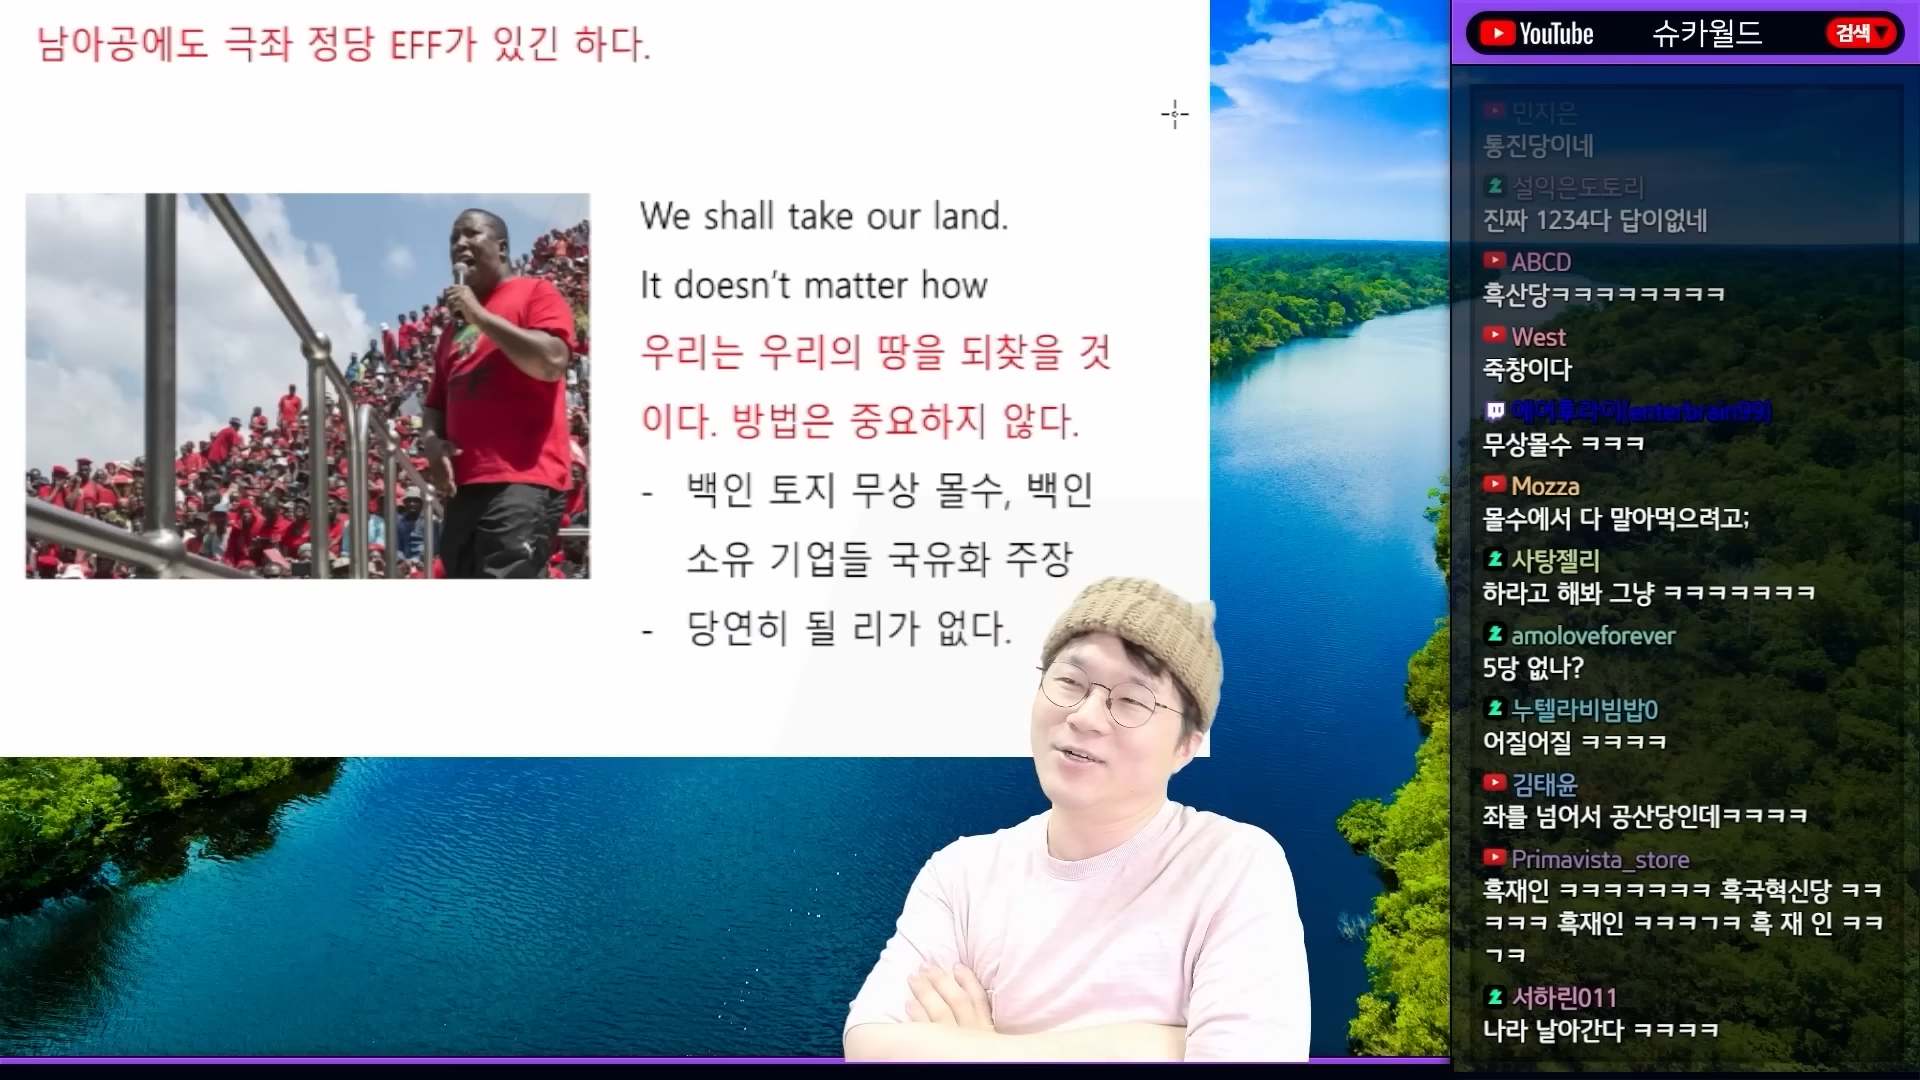 남아공에도 극좌 정당 EFF가 있긴 하다.
We shall take our land.
It doesn't matter how
우리는 우리의 땅을 되찾을 것
이다. 방법은 중요하지 않다.
- 백인 토지 무상 몰수, 백인
소유 기업들 국유화 주장
- 당연히 될 리가 없다.
YouTube 슈카월드 검색
민지은
통진당이네
설익은도토리
진짜 1234다 답이없네
ABCD
흑산당ㅋㅋㅋㅋㅋㅋㅋㅋ
West
죽창이다
에어후라이(enterbrain99)
무상몰수 ㅋㅋㅋ
Mozza
몰수에서 다 말아먹으려고;
사탕젤리
하라고 해봐 그냥 ㅋㅋㅋㅋㅋㅋㅋ
amoloveforever
5당 없나?
누텔라비빔밥0
어질어질 ㅋㅋㅋㅋ
김태윤
좌를 넘어서 공산당인데ㅋㅋㅋㅋ
Primavista_store
흑재인 ㅋㅋㅋㅋㅋㅋㅋ 흑국혁신당 ㅋㅋ
ㅋㅋㅋ 흑재인 ㅋㅋㅋㄱㅋ 흑 재 인 ㅋㅋ
ㄱㅋ
서하린011
나라 날아간다 ㅋㅋㅋㅋ